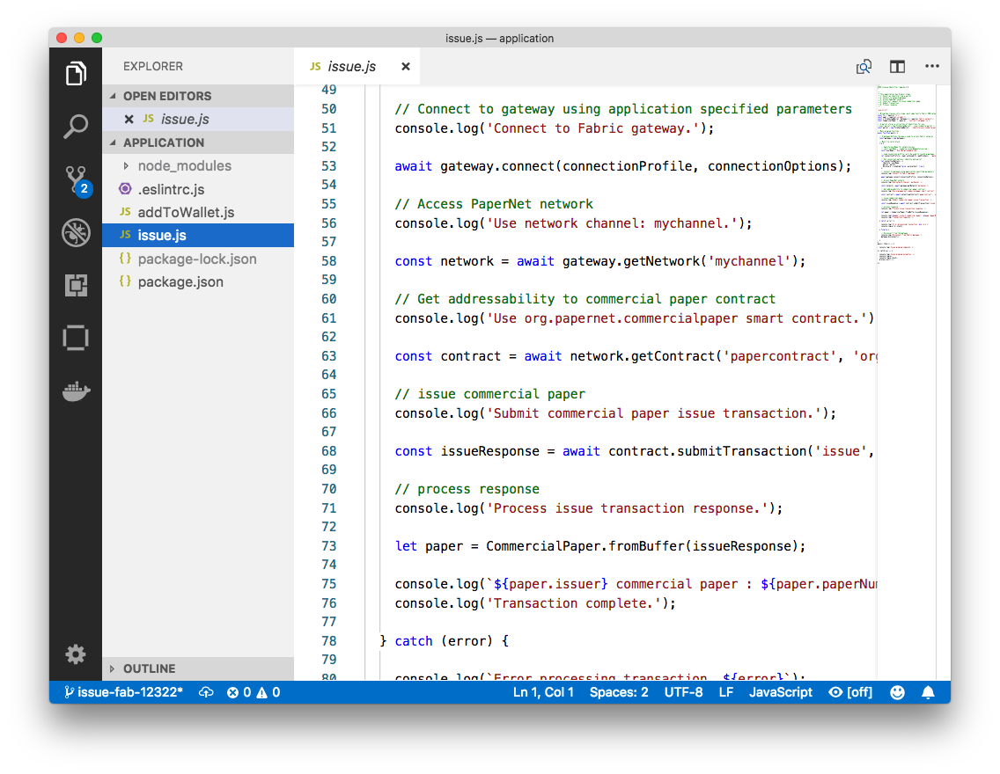 issue.js — application
EXPLORER
OPEN EDITORS
JS issue.js
APPLICATION
node_modules
.eslintrc.js
JS addToWallet.js
JS issue.js
{} package-lock.json
{} package.json
OUTLINE
2
JS issue.js
49
50 // Connect to gateway using application specified parameters
51 console.log('Connect to Fabric gateway.');
52
53 await gateway.connect(connectionProfile, connectionOptions);
54
55 // Access PaperNet network
56 console.log('Use network channel: mychannel.');
57
58 const network = await gateway.getNetwork('mychannel');
59
60 // Get addressability to commercial paper contract
61 console.log('Use org.papernet.commercialpaper smart contract.')
62
63 const contract = await network.getContract('papercontract', 'org
64
65 // issue commercial paper
66 console.log('Submit commercial paper issue transaction.');
67
68 const issueResponse = await contract.submitTransaction('issue',
69
70 // process response
71 console.log('Process issue transaction response.');
72
73 let paper = CommercialPaper.fromBuffer(issueResponse);
74
75 console.log(`${paper.issuer} commercial paper : ${paper.paperNum
76 console.log('Transaction complete.');
77
78 } catch (error) {
79
80 console.log(`Error processing transaction. ${error}`);
issue-fab-12322* 0 0 Ln 1, Col 1 Spaces: 2 UTF-8 LF JavaScript [off]